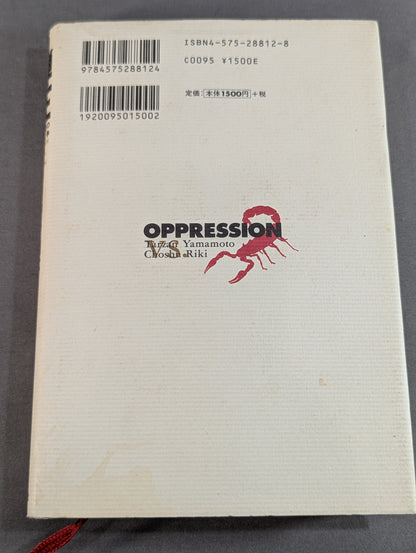 ISBN4-575-28812-8
C0095 ¥1500E
9784575288124
定価：本体1500円+税
1920095015002
OPPRESSION
Tarzan Yamamoto
VS.
Choshu Riki